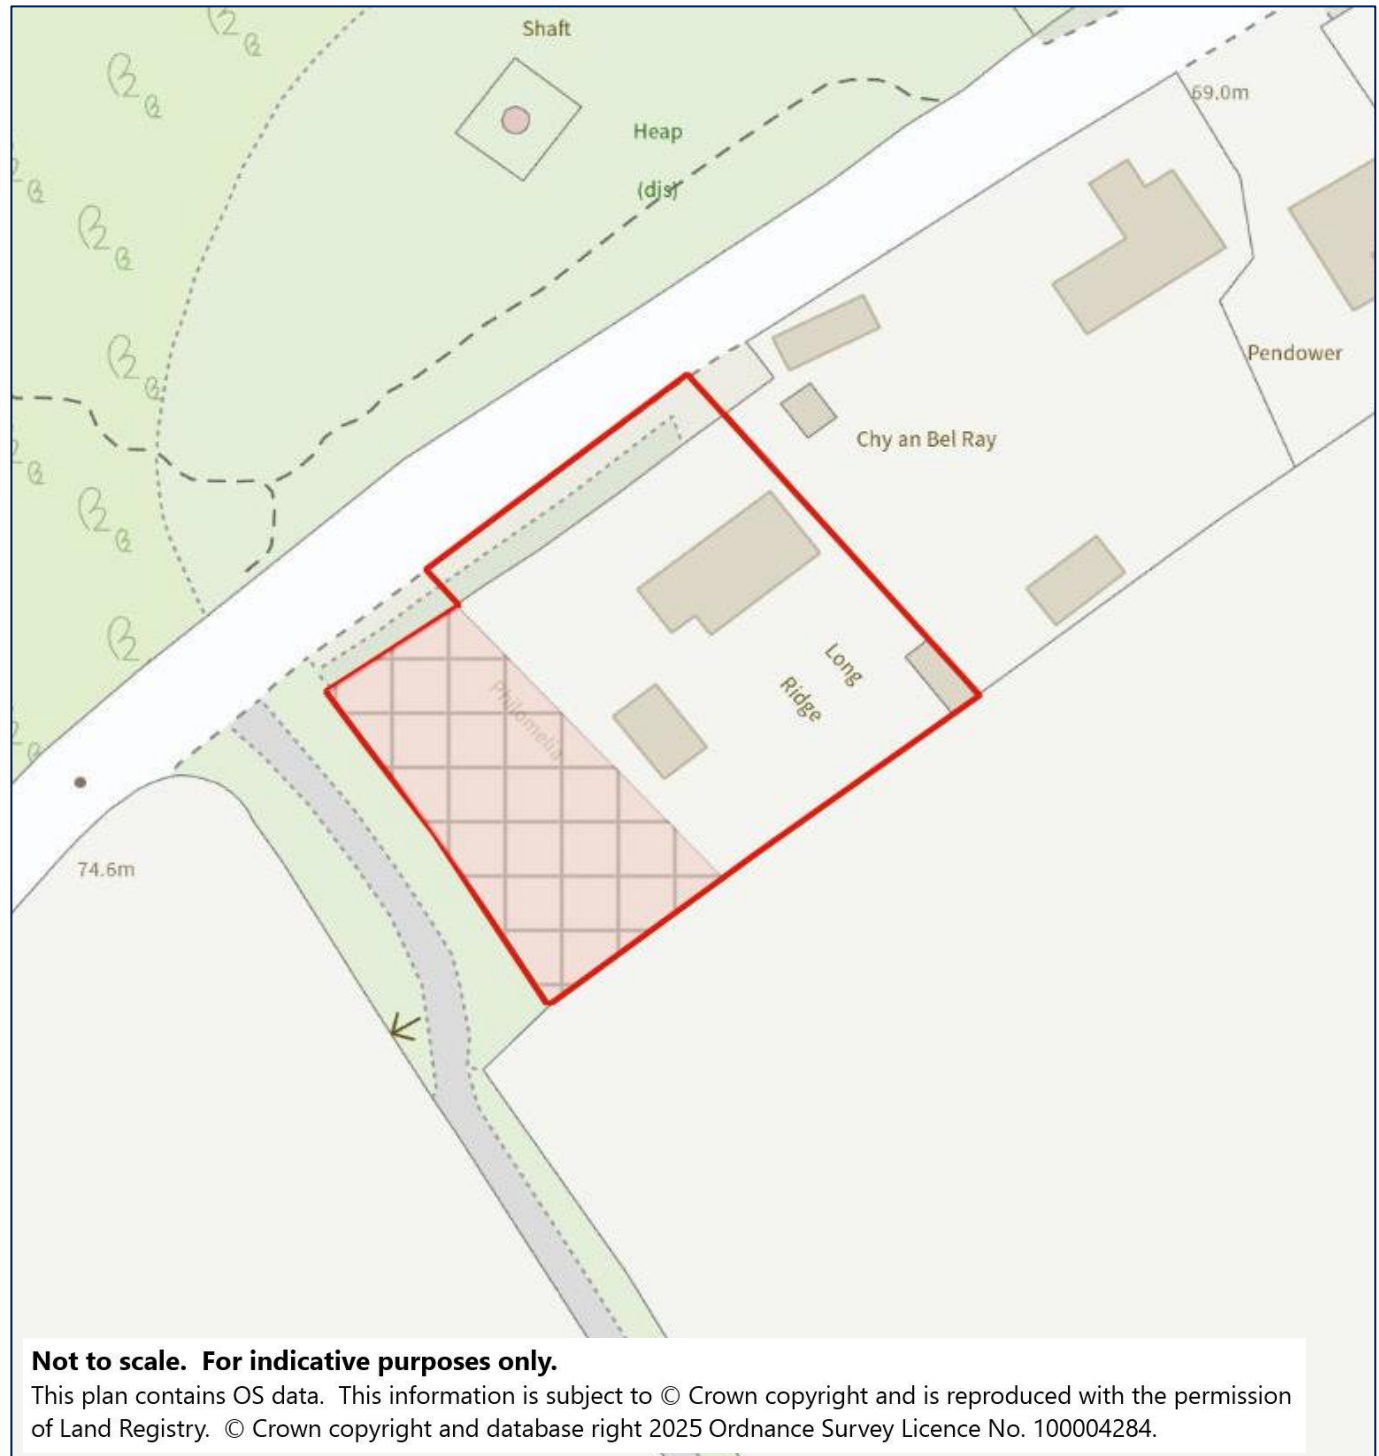 Shaft
69.0m
Heap
(djs)
Pendower
Chy an Bel Ray
Long
Ridge
Philomelia
74.6m
Not to scale. For indicative purposes only.
This plan contains OS data. This information is subject to © Crown copyright and is reproduced with the permission
of Land Registry. © Crown copyright and database right 2025 Ordnance Survey Licence No. 100004284.